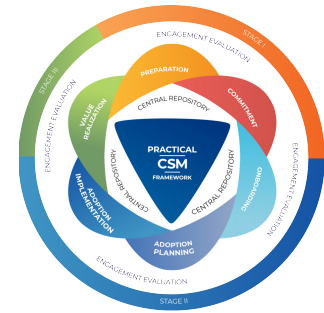 STAGE I
STAGE II
STAGE III
ENGAGEMENT EVALUATION
ENGAGEMENT EVALUATION
ENGAGEMENT EVALUATION
ENGAGEMENT EVALUATION
PREPARATION
COMMITMENT
ONBOARDING
ADOPTION
PLANNING
ADOPTION
IMPLEMENTATION
VALUE
REALIZATION
CENTRAL REPOSITORY
CENTRAL REPOSITORY
CENTRAL REPOSITORY
PRACTICAL
CSM
FRAMEWORK